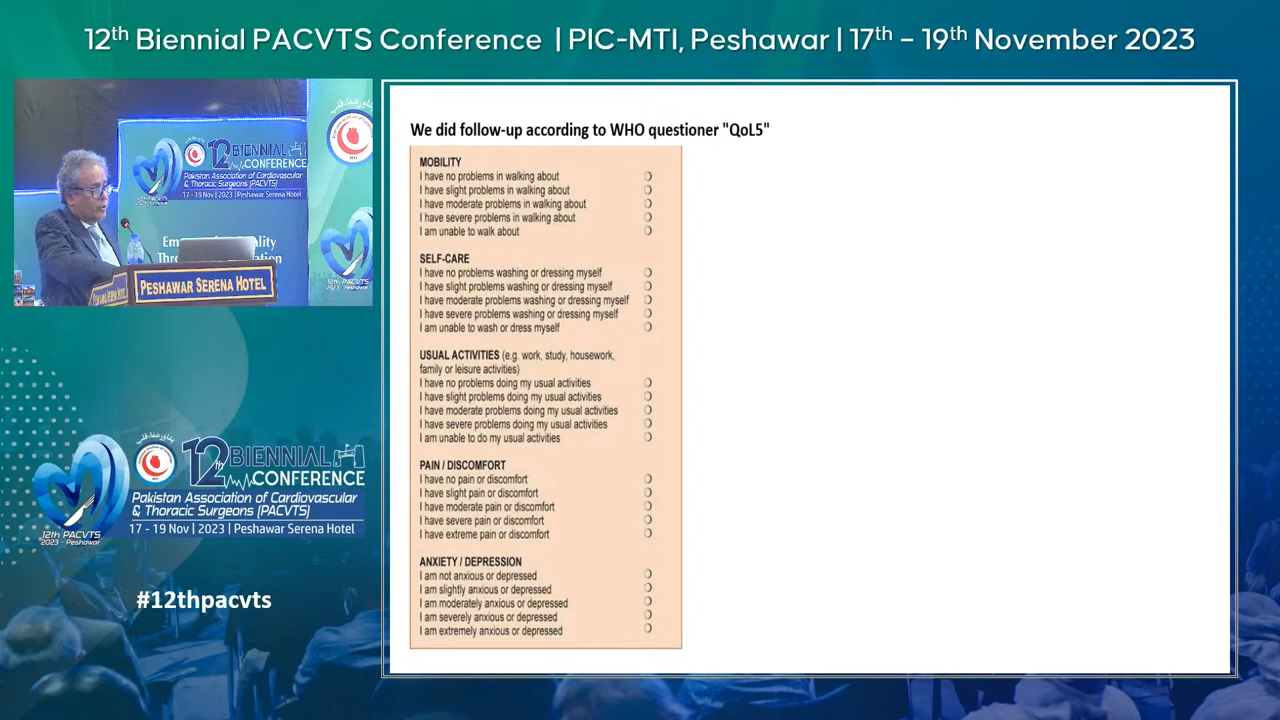 12th Biennial PACVTS Conference | PIC-MTI, Peshawar | 17th – 19th November 2023
12 BIENNIAL
CONFERENCE
Pakistan Association of Cardiovascular
& Thoracic Surgeons (PACVTS)
17 - 19 Nov | 2023 | Peshawar Serena Hotel
PESHAWAR SERENA HOTEL
12th BIENNIAL
CONFERENCE
Pakistan Association of Cardiovascular
& Thoracic Surgeons (PACVTS)
17 - 19 Nov | 2023 | Peshawar Serena Hotel
12th PACVTS
2023 - Peshawar
#12thpacvts
We did follow-up according to WHO questioner "QoL5"
MOBILITY
I have no problems in walking about
I have slight problems in walking about
I have moderate problems in walking about
I have severe problems in walking about
I am unable to walk about
SELF-CARE
I have no problems washing or dressing myself
I have slight problems washing or dressing myself
I have moderate problems washing or dressing myself
I have severe problems washing or dressing myself
I am unable to wash or dress myself
USUAL ACTIVITIES (e.g. work, study, housework,
family or leisure activities)
I have no problems doing my usual activities
I have slight problems doing my usual activities
I have moderate problems doing my usual activities
I have severe problems doing my usual activities
I am unable to do my usual activities
PAIN / DISCOMFORT
I have no pain or discomfort
I have slight pain or discomfort
I have moderate pain or discomfort
I have severe pain or discomfort
I have extreme pain or discomfort
ANXIETY / DEPRESSION
I am not anxious or depressed
I am slightly anxious or depressed
I am moderately anxious or depressed
I am severely anxious or depressed
I am extremely anxious or depressed